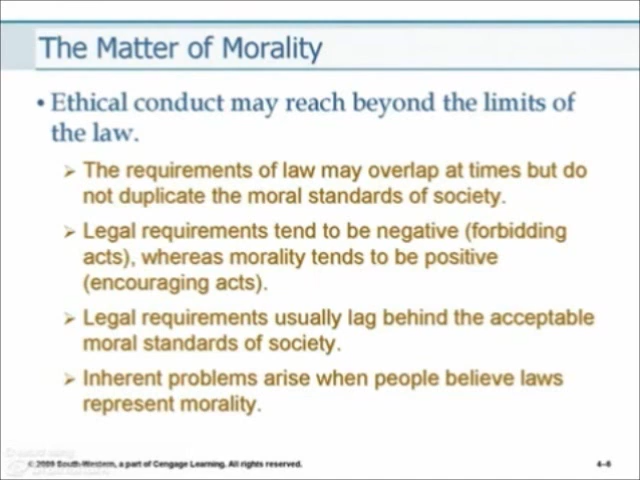 The Matter of Morality
• Ethical conduct may reach beyond the limits of
the law.
➢ The requirements of law may overlap at times but do
not duplicate the moral standards of society.
➢ Legal requirements tend to be negative (forbidding
acts), whereas morality tends to be positive
(encouraging acts).
➢ Legal requirements usually lag behind the acceptable
moral standards of society.
➢ Inherent problems arise when people believe laws
represent morality.
© 2009 South-Western, a part of Cengage Learning. All rights reserved.
4–6